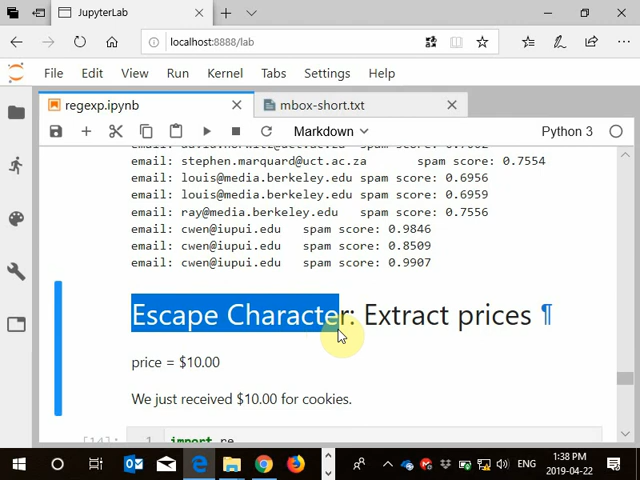 JupyterLab
localhost:8888/lab
File Edit View Run Kernel Tabs Settings Help
regexp.ipynb mbox-short.txt
Markdown Python 3
email: stephen.marquard@uct.ac.za spam score: 0.7554
email: louis@media.berkeley.edu spam score: 0.6956
email: louis@media.berkeley.edu spam score: 0.6959
email: ray@media.berkeley.edu spam score: 0.7556
email: cwen@iupui.edu spam score: 0.9846
email: cwen@iupui.edu spam score: 0.8509
email: cwen@iupui.edu spam score: 0.9907
Escape Character: Extract prices ¶
price = $10.00
We just received $10.00 for cookies.
[14]: 1 import re
ENG 1:38 PM 2019-04-22